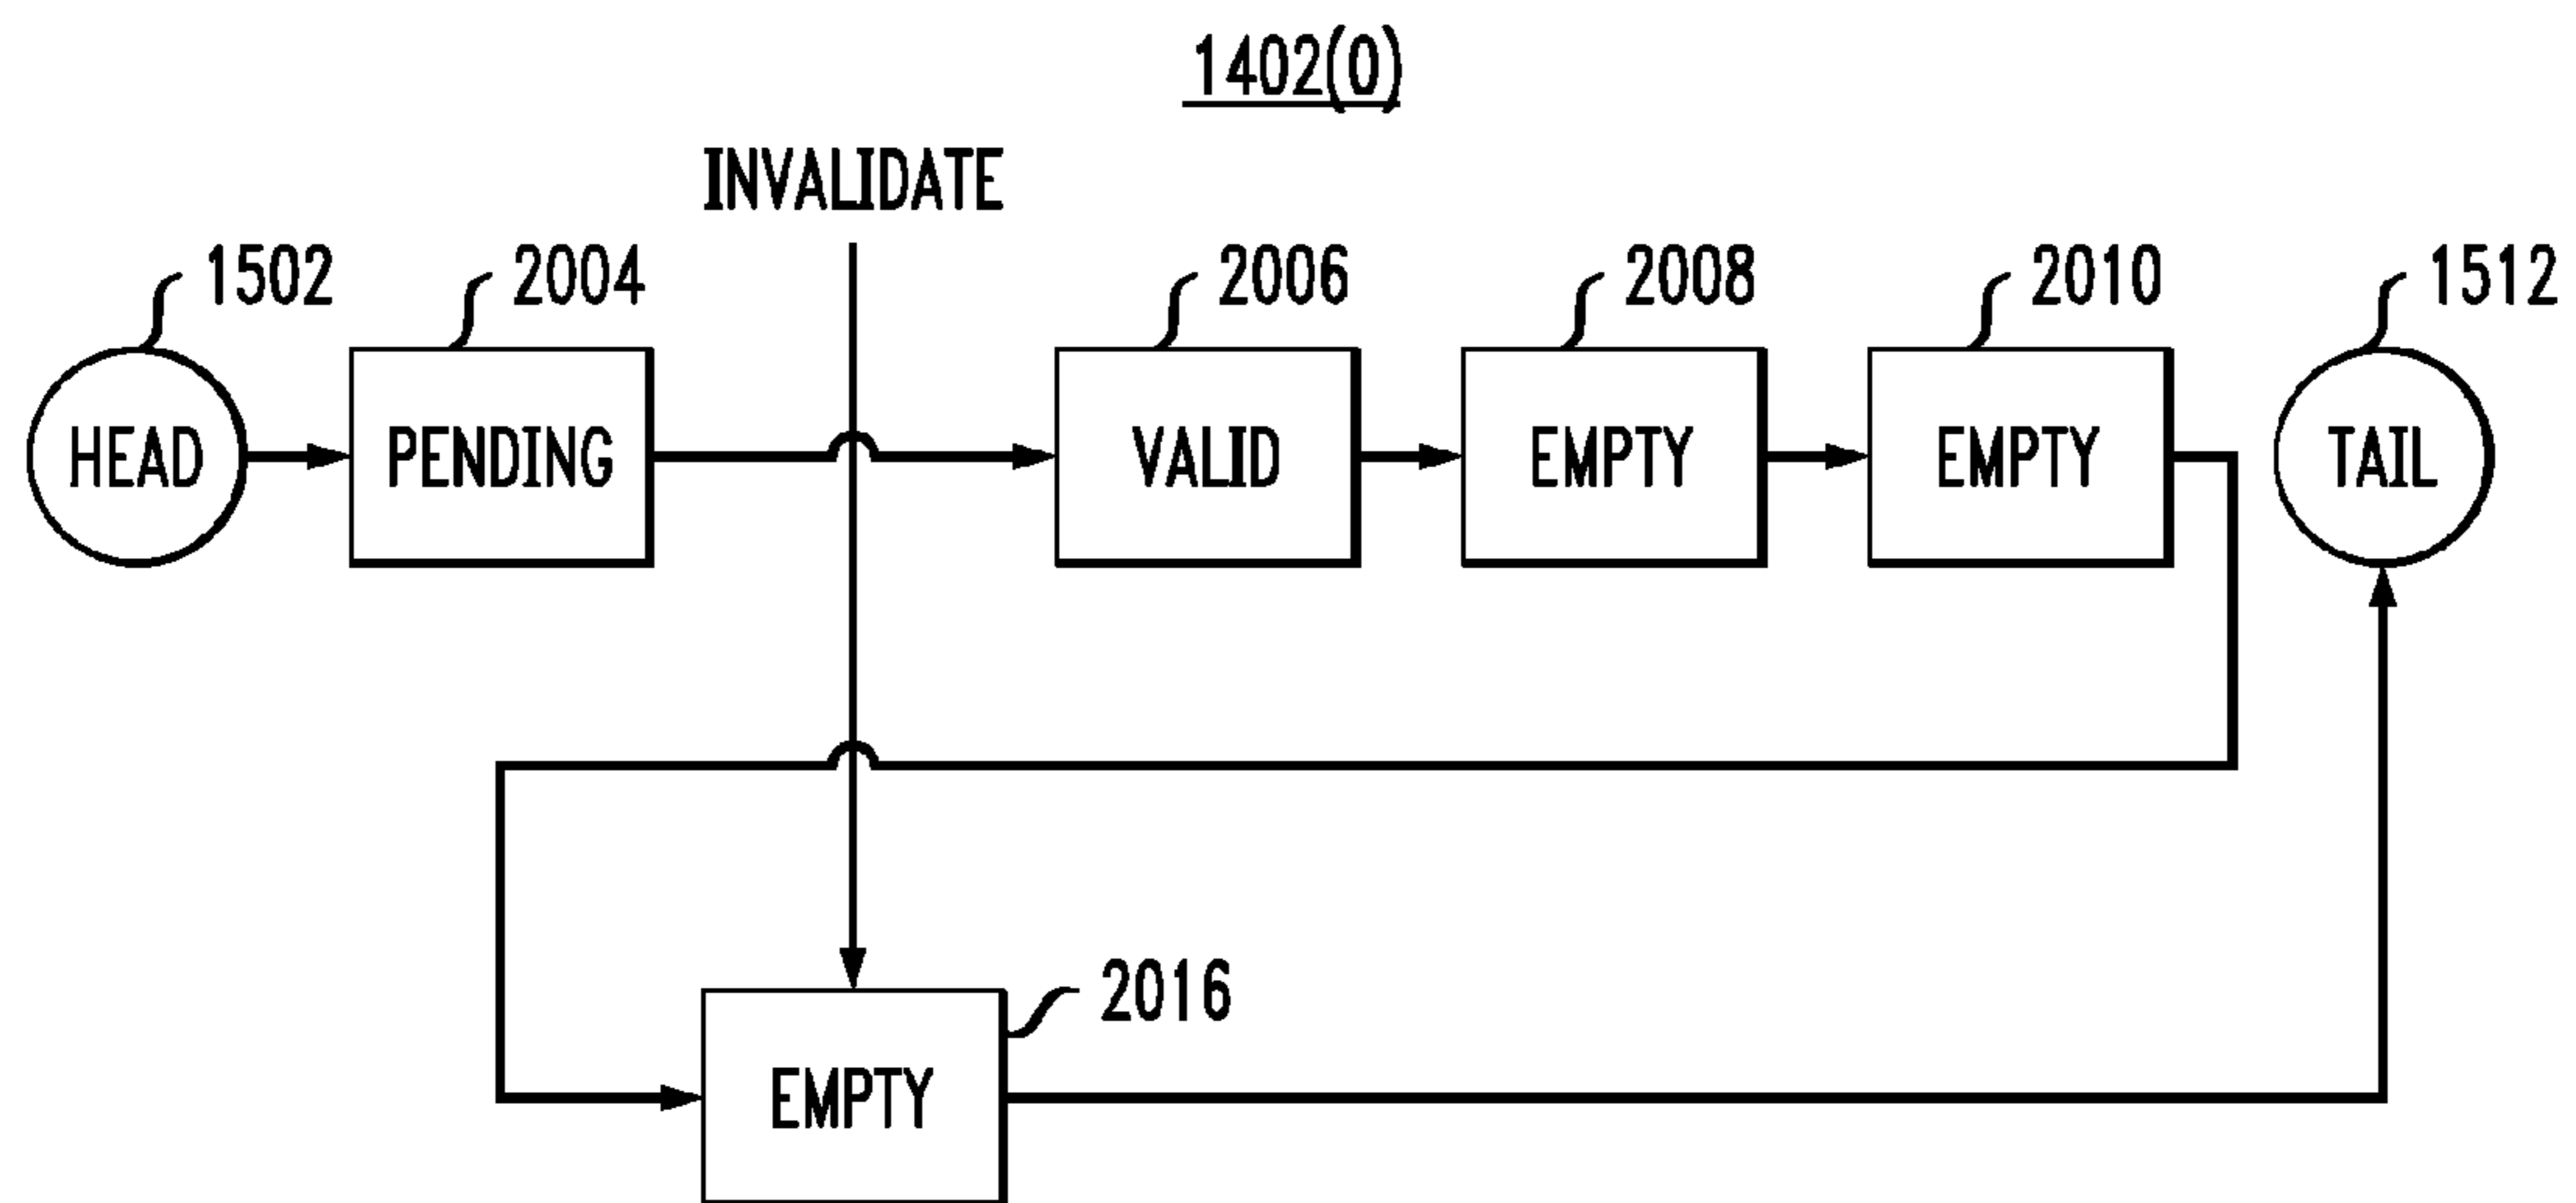 1402(0)
INVALIDATE
1502 2004 2006 2008 2010 1512
HEAD PENDING VALID EMPTY EMPTY TAIL
2016
EMPTY